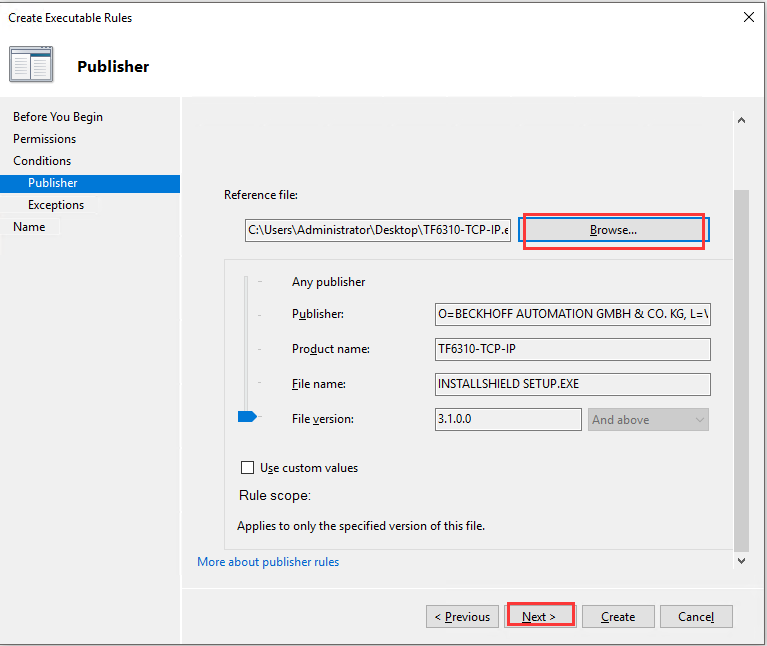 Create Executable Rules
Publisher
Before You Begin
Permissions
Conditions
Publisher
Exceptions
Name
Reference file:
C:\Users\Administrator\Desktop\TF6310-TCP-IP.e
Browse...
Any publisher
Publisher:
O=BECKHOFF AUTOMATION GMBH & CO. KG, L=\
Product name:
TF6310-TCP-IP
File name:
INSTALLSHIELD SETUP.EXE
File version:
3.1.0.0
And above
Use custom values
Rule scope:
Applies to only the specified version of this file.
More about publisher rules
< Previous
Next >
Create
Cancel